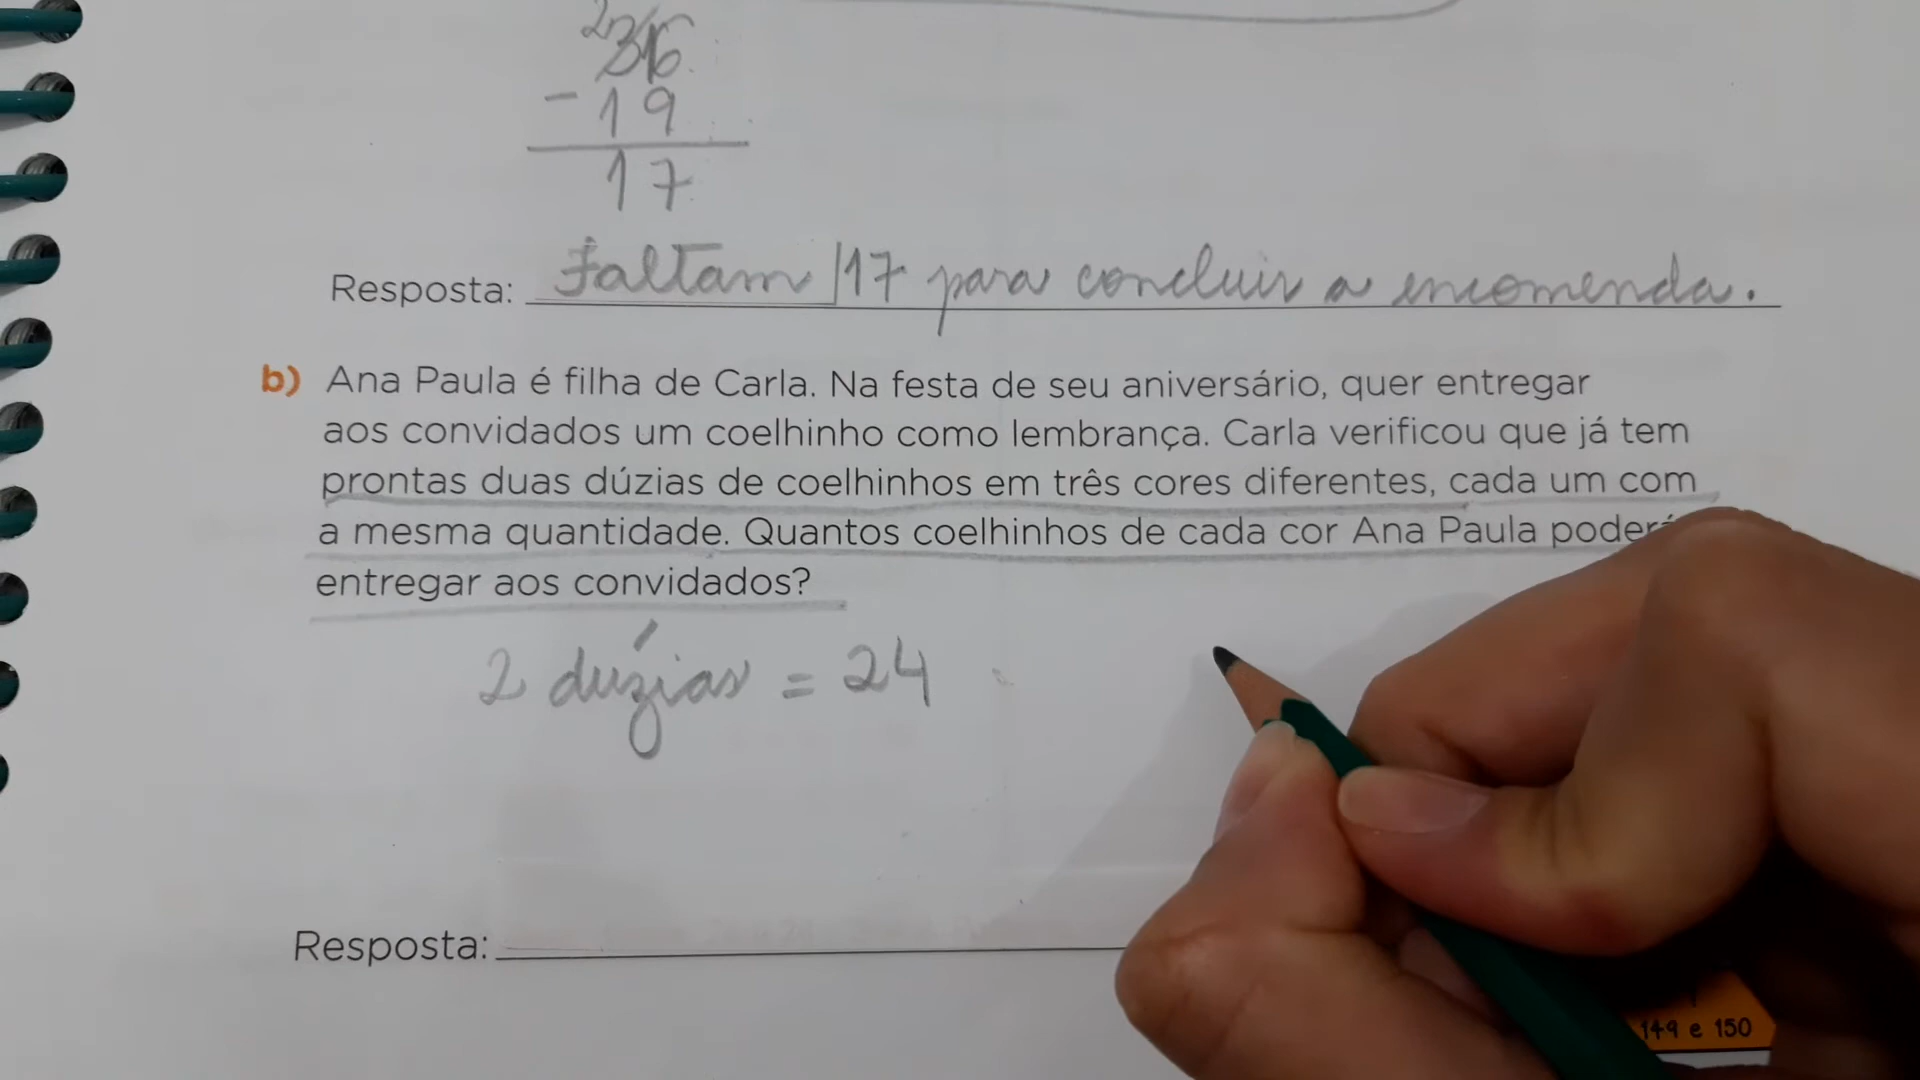 2
36
- 19
17
Resposta: Faltam 17 para concluir a encomenda.
b) Ana Paula é filha de Carla. Na festa de seu aniversário, quer entregar
aos convidados um coelhinho como lembrança. Carla verificou que já tem
prontas duas dúzias de coelhinhos em três cores diferentes, cada um com
a mesma quantidade. Quantos coelhinhos de cada cor Ana Paula poderá
entregar aos convidados?
2 dúzias = 24
Resposta:
149 e 150